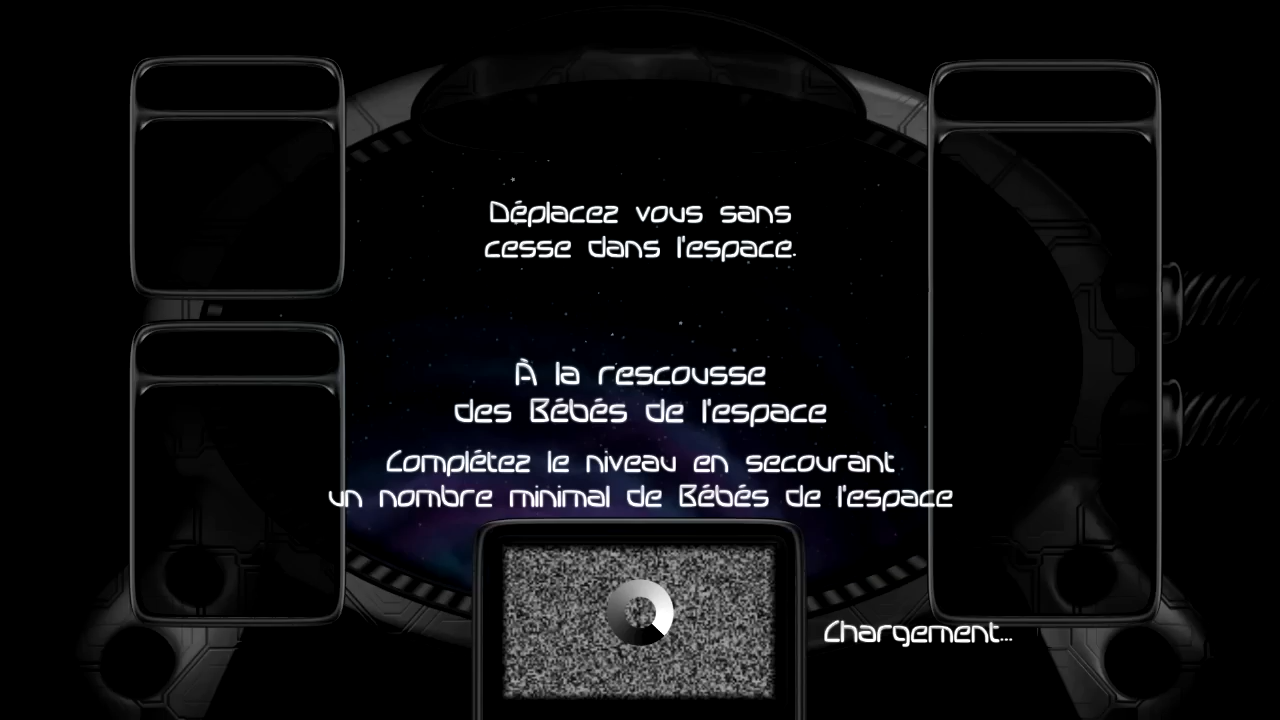 Déplacez vous sans
cesse dans l'espace.
À la rescousse
des Bébés de l'espace
Complétez le niveau en secourant
un nombre minimal de Bébés de l'espace
Chargement...